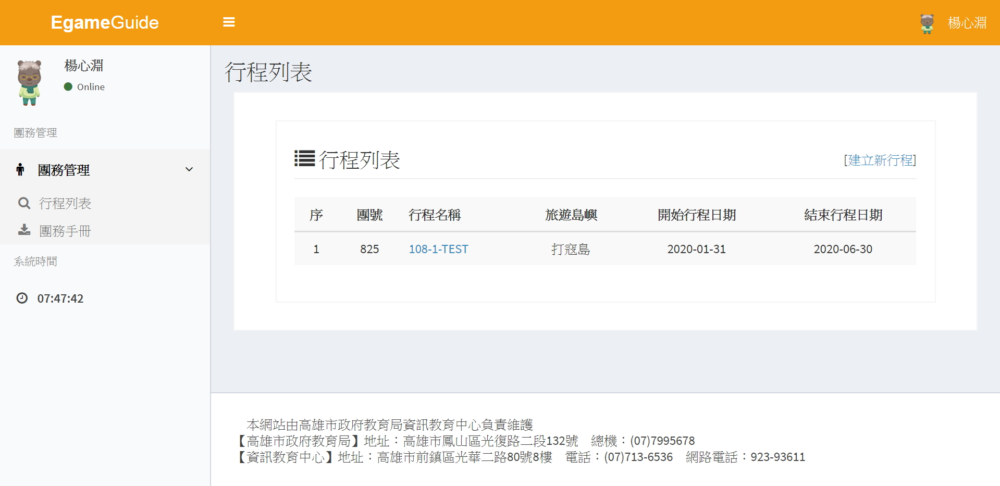 EgameGuide
楊心淵
楊心淵
Online
團務管理
團務管理
行程列表
團務手冊
系統時間
07:47:42
行程列表
行程列表
[建立新行程]
序 團號 行程名稱 旅遊島嶼 開始行程日期 結束行程日期
1 825 108-1-TEST 打寇島 2020-01-31 2020-06-30
本網站由高雄市政府教育局資訊教育中心負責維護
【高雄市政府教育局】地址：高雄市鳳山區光復路二段132號　總機：(07)7995678
【資訊教育中心】地址：高雄市前鎮區光華二路80號8樓　電話：(07)713-6536　網路電話：923-93611